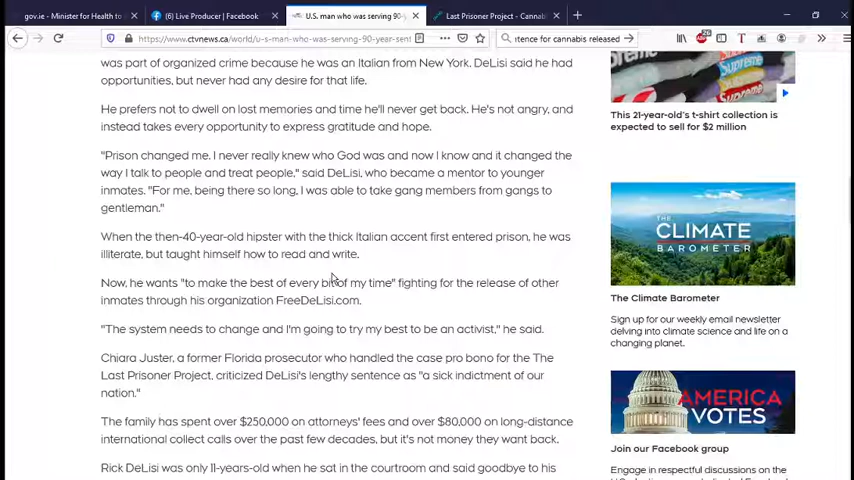 gov.ie - Minister for Health to
(6) Live Producer | Facebook
U.S. man who was serving 90-
Last Prisoner Project - Cannab
https://www.ctvnews.ca/world/u-s-man-who-was-serving-90-year-sent
tence for cannabis released
26
was part of organized crime because he was an Italian from New York. DeLisi said he had
opportunities, but never had any desire for that life.
He prefers not to dwell on lost memories and time he'll never get back. He's not angry, and
instead takes every opportunity to express gratitude and hope.
"Prison changed me. I never really knew who God was and now I know and it changed the
way I talk to people and treat people," said DeLisi, who became a mentor to younger
inmates. "For me, being there so long, I was able to take gang members from gangs to
gentleman."
When the then-40-year-old hipster with the thick Italian accent first entered prison, he was
illiterate, but taught himself how to read and write.
Now, he wants "to make the best of every bit of my time" fighting for the release of other
inmates through his organization FreeDeLisi.com.
"The system needs to change and I'm going to try my best to be an activist," he said.
Chiara Juster, a former Florida prosecutor who handled the case pro bono for the The
Last Prisoner Project, criticized DeLisi's lengthy sentence as "a sick indictment of our
nation."
The family has spent over $250,000 on attorneys' fees and over $80,000 on long-distance
international collect calls over the past few decades, but it's not money they want back.
Rick DeLisi was only 11-years-old when he sat in the courtroom and said goodbye to his
Supreme
This 21-year-old's t-shirt collection is
expected to sell for $2 million
The
CLIMATE
BAROMETER
The Climate Barometer
Sign up for our weekly email newsletter
delving into climate science and life on a
changing planet.
AMERICA
VOTES
Join our Facebook group
Engage in respectful discussions on the